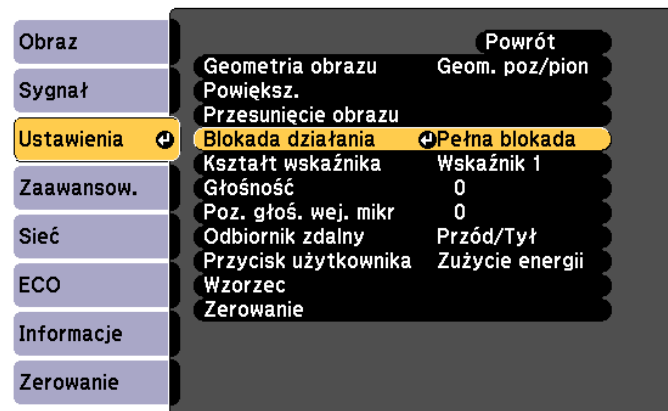 Obraz
Sygnał
Ustawienia
Zaawansow.
Sieć
ECO
Informacje
Zerowanie
Powrót
Geometria obrazu Geom. poz/pion
Powiększ.
Przesunięcie obrazu
Blokada działania Pełna blokada
Kształt wskaźnika Wskaźnik 1
Głośność 0
Poz. głoś. wej. mikr 0
Odbiornik zdalny Przód/Tył
Przycisk użytkownika Zużycie energii
Wzorzec
Zerowanie